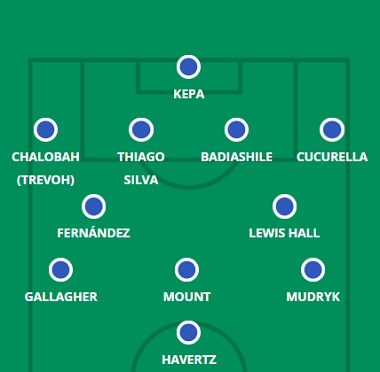 KEPA
CHALOBAH THIAGO BADIASHILE CUCURELLA
(TREVOH) SILVA
FERNÁNDEZ LEWIS HALL
GALLAGHER MOUNT MUDRYK
HAVERTZ